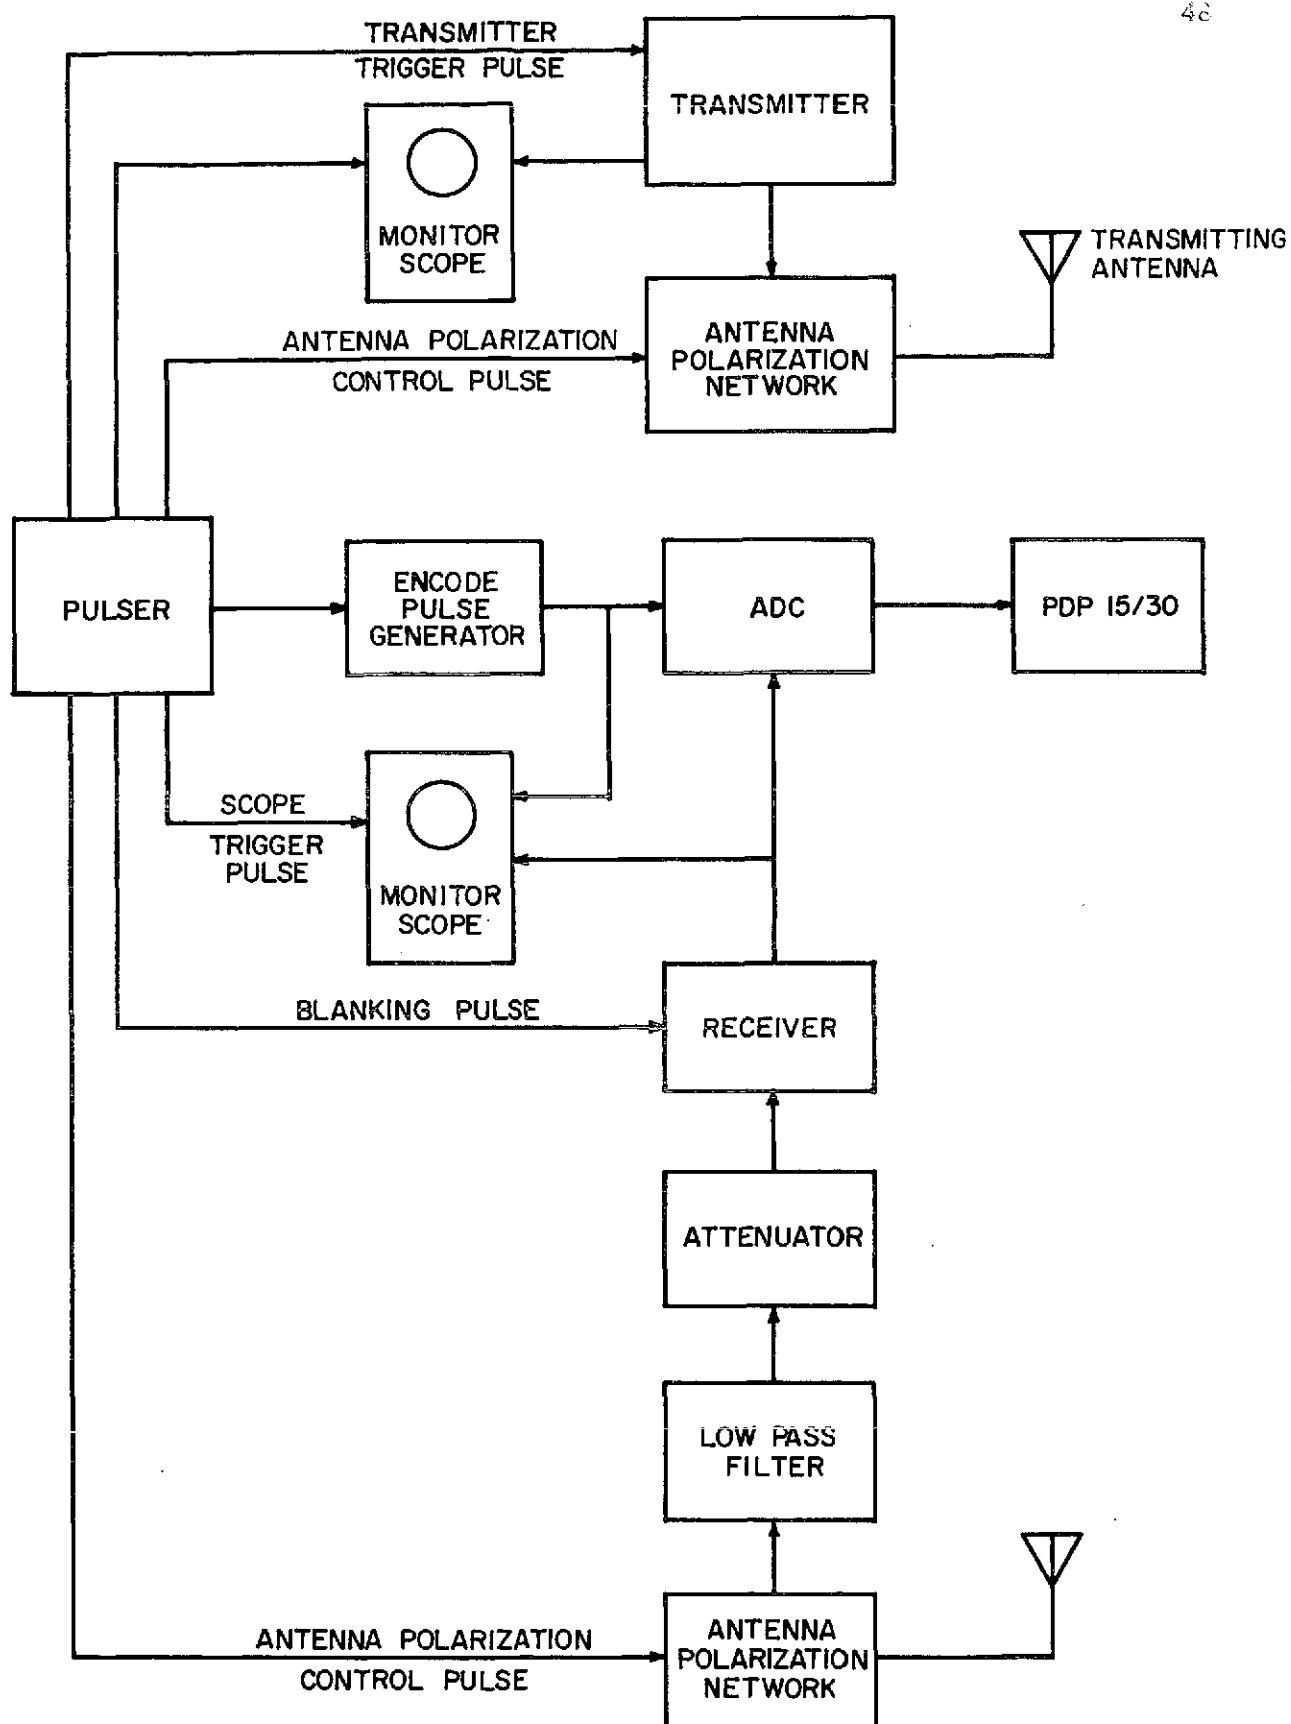 TRANSMITTER
TRIGGER PULSE
TRANSMITTER
MONITOR
SCOPE
TRANSMITTING
ANTENNA
ANTENNA POLARIZATION
CONTROL PULSE
ANTENNA
POLARIZATION
NETWORK
PULSER
ENCODE
PULSE
GENERATOR
ADC
PDP 15/30
SCOPE
TRIGGER
PULSE
MONITOR
SCOPE
BLANKING PULSE
RECEIVER
ATTENUATOR
LOW PASS
FILTER
ANTENNA POLARIZATION
CONTROL PULSE
ANTENNA
POLARIZATION
NETWORK